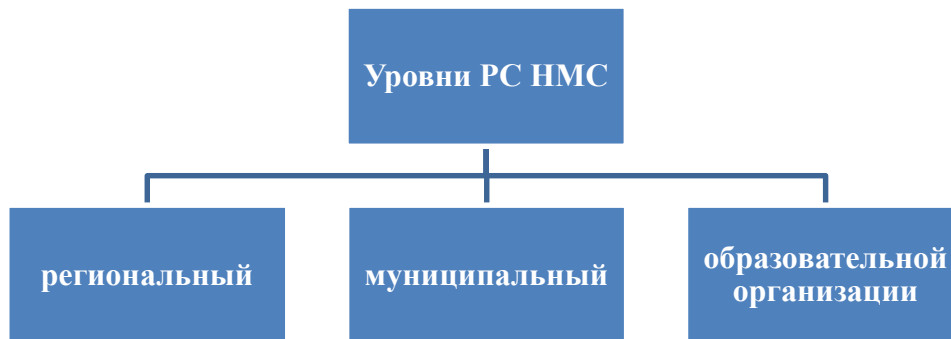 Уровни РС НМС
региональный
муниципальный
образовательной
организации